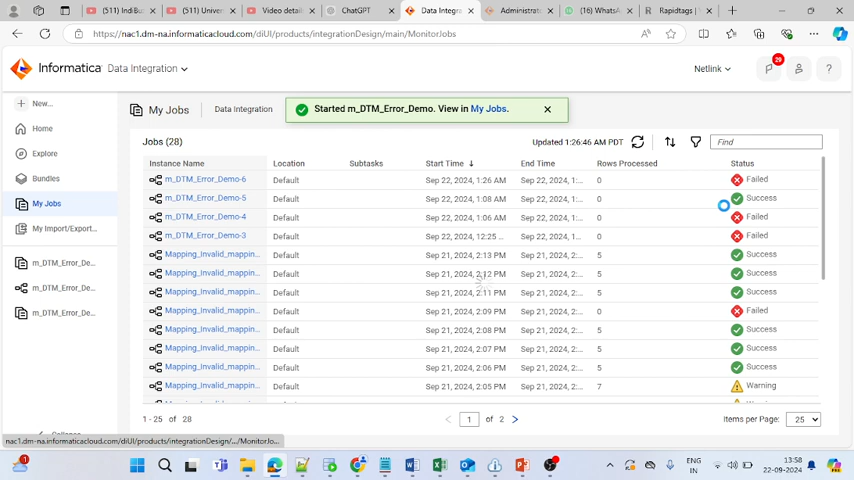 (511) IndiBu
(511) Univer
Video details
ChatGPT
Data Integra
Administrato
(16) WhatsA
Rapidtags |
https://nac1.dm-na.informaticacloud.com/diUI/products/integrationDesign/main/MonitorJobs
Informatica Data Integration
Netlink
29
New...
Home
Explore
Bundles
My Jobs
My Import/Export...
m_DTM_Error_De...
m_DTM_Error_De...
m_DTM_Error_De...
My Jobs Data Integration
Started m_DTM_Error_Demo. View in My Jobs.
Jobs (28)
Updated 1:26:46 AM PDT
Find
Instance Name Location Subtasks Start Time End Time Rows Processed Status
m_DTM_Error_Demo-6 Default Sep 22, 2024, 1:26 AM Sep 22, 2024, 1:... 0 Failed
m_DTM_Error_Demo-5 Default Sep 22, 2024, 1:08 AM Sep 22, 2024, 1:... 0 Success
m_DTM_Error_Demo-4 Default Sep 22, 2024, 1:06 AM Sep 22, 2024, 1:... 0 Failed
m_DTM_Error_Demo-3 Default Sep 22, 2024, 12:25 ... Sep 22, 2024, 1:... 0 Failed
Mapping_Invalid_mappin... Default Sep 21, 2024, 2:13 PM Sep 21, 2024, 2:... 5 Success
Mapping_Invalid_mappin... Default Sep 21, 2024, 2:12 PM Sep 21, 2024, 2:... 5 Success
Mapping_Invalid_mappin... Default Sep 21, 2024, 2:11 PM Sep 21, 2024, 2:... 5 Success
Mapping_Invalid_mappin... Default Sep 21, 2024, 2:09 PM Sep 21, 2024, 2:... 0 Failed
Mapping_Invalid_mappin... Default Sep 21, 2024, 2:08 PM Sep 21, 2024, 2:... 5 Success
Mapping_Invalid_mappin... Default Sep 21, 2024, 2:07 PM Sep 21, 2024, 2:... 5 Success
Mapping_Invalid_mappin... Default Sep 21, 2024, 2:06 PM Sep 21, 2024, 2:... 5 Success
Mapping_Invalid_mappin... Default Sep 21, 2024, 2:05 PM Sep 21, 2024, 2:... 7 Warning
1 - 25 of 28
1 of 2
Items per Page: 25
nac1.dm-na.informaticacloud.com/diUI/products/integrationDesign/.../MonitorJo...
ENG
IN
13:58
22-09-2024